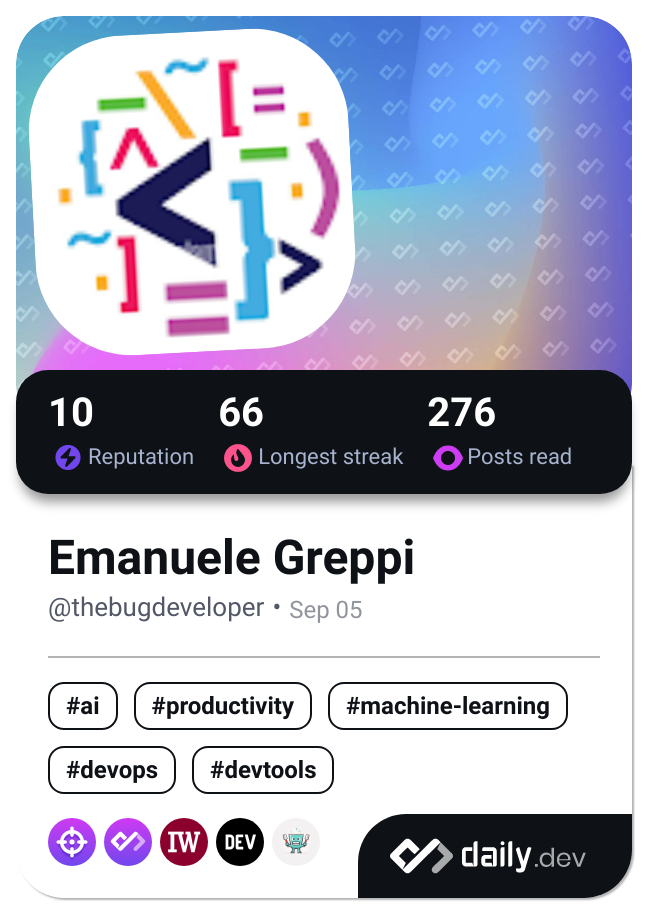 10 66 276
Reputation Longest streak Posts read
Emanuele Greppi
@thebugdeveloper • Sep 05
#ai #productivity #machine-learning
#devops #devtools
IW DEV
daily.dev